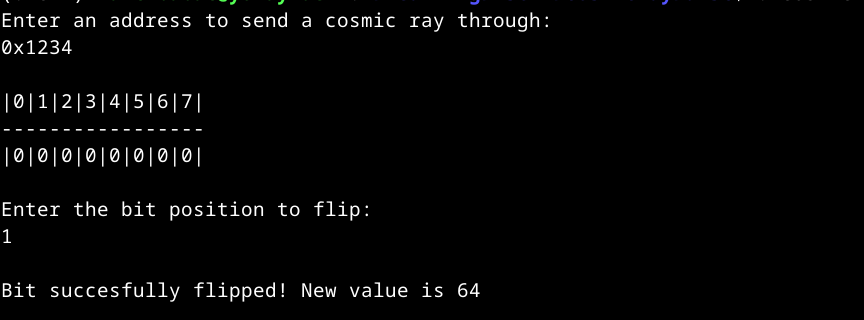 Enter an address to send a cosmic ray through:
0x1234
|0|1|2|3|4|5|6|7|
-----------------
|0|0|0|0|0|0|0|0|
Enter the bit position to flip:
1
Bit succesfully flipped! New value is 64